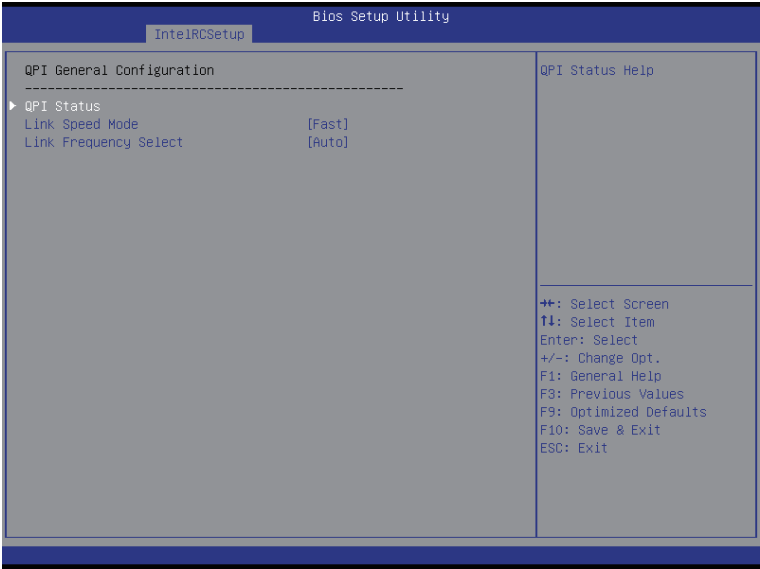 Bios Setup Utility
IntelRCSetup
QPI General Configuration
------------------------------------------------
QPI Status
Link Speed Mode [Fast]
Link Frequency Select [Auto]
QPI Status Help
→←: Select Screen
↑↓: Select Item
Enter: Select
+/-: Change Opt.
F1: General Help
F3: Previous Values
F9: Optimized Defaults
F10: Save & Exit
ESC: Exit